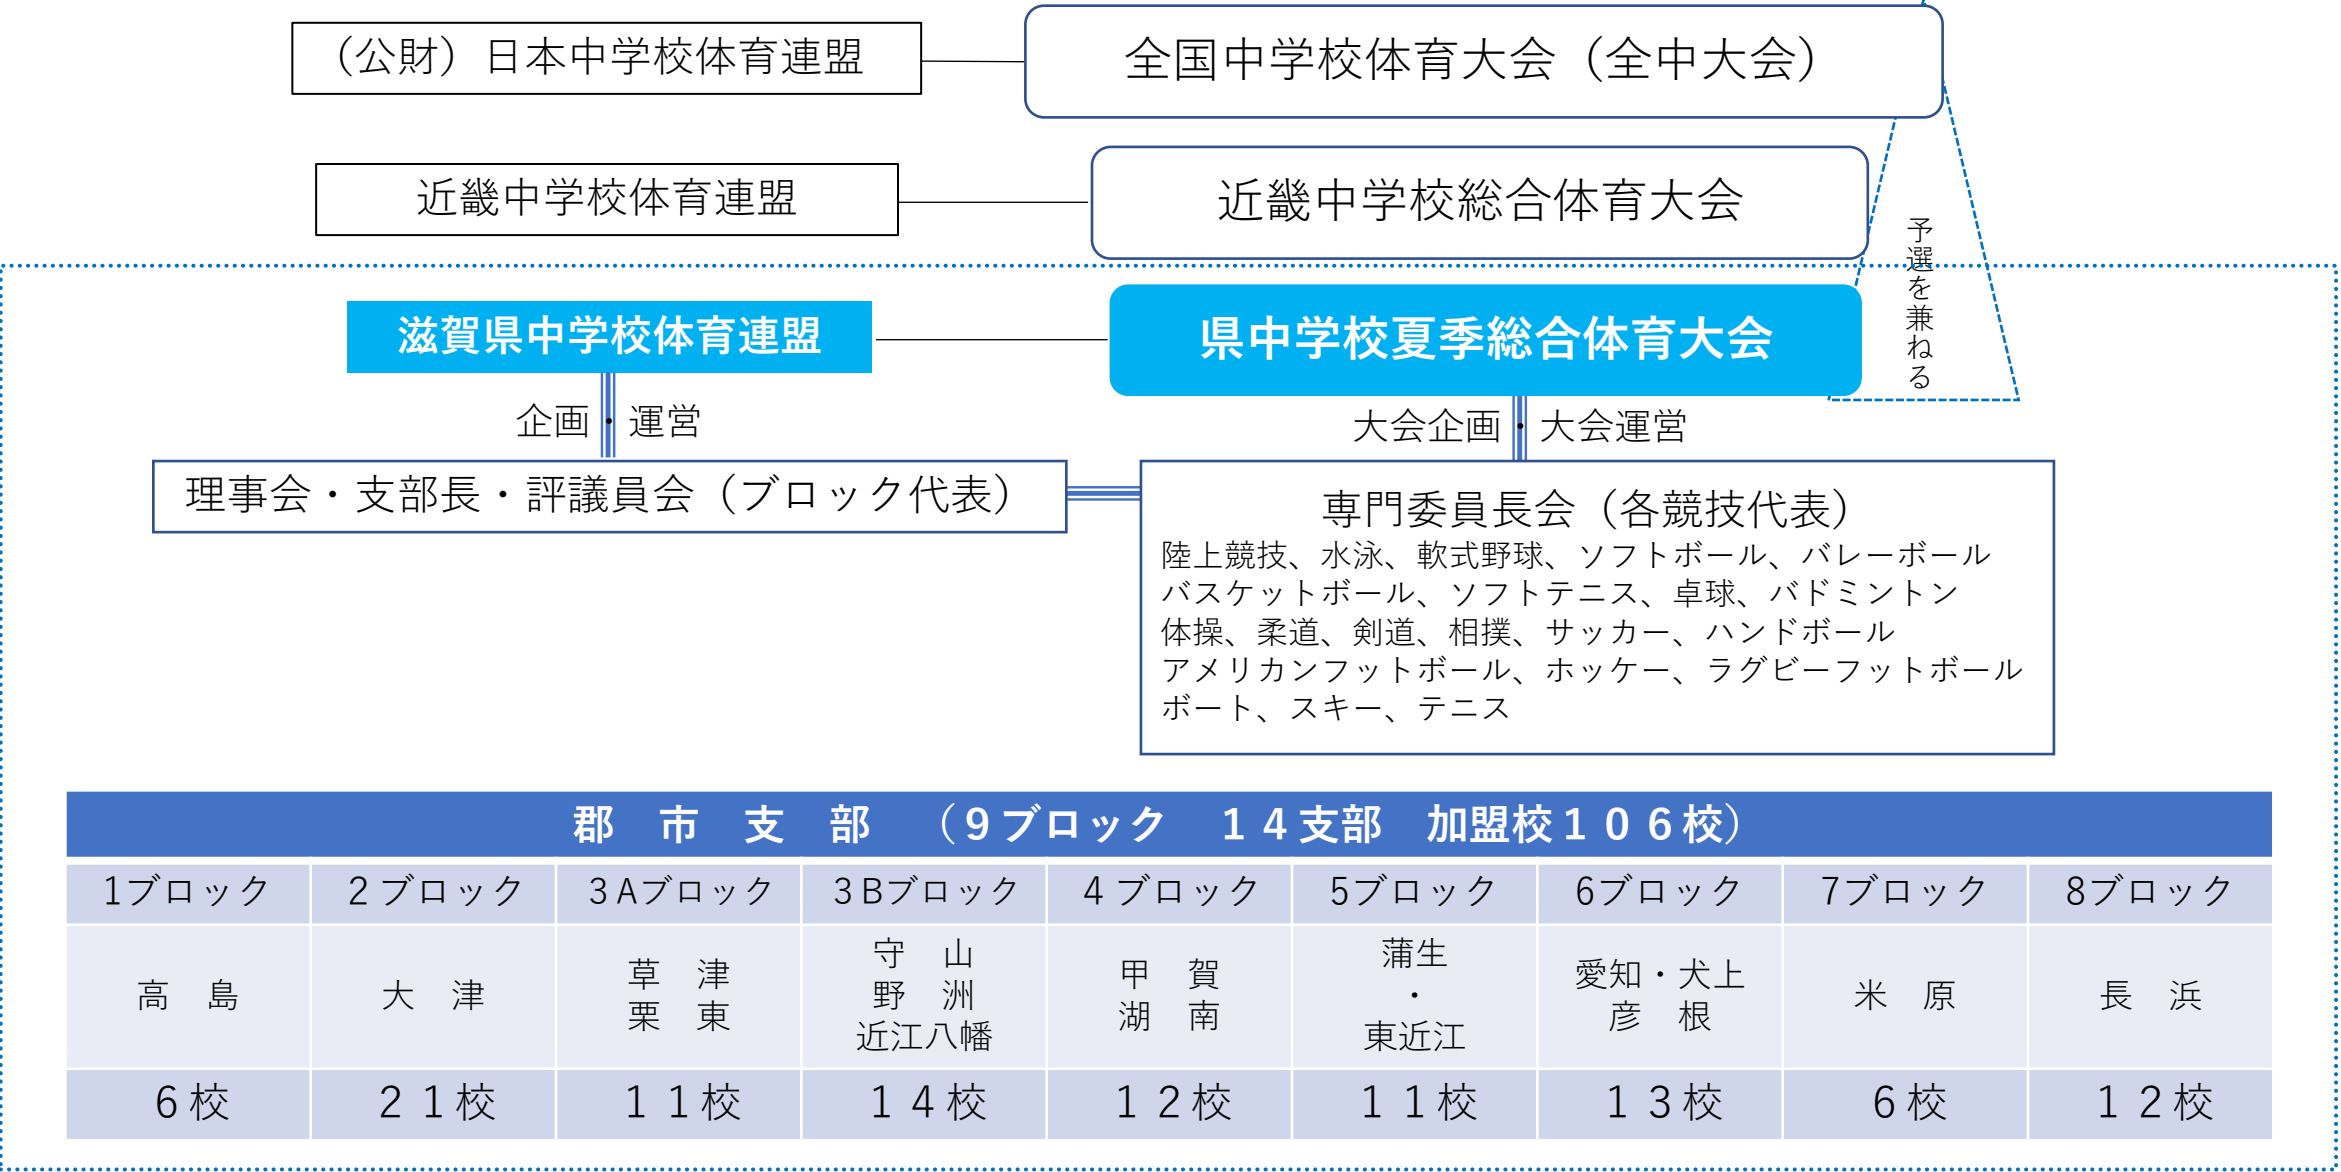 （公財）日本中学校体育連盟
全国中学校体育大会（全中大会）
近畿中学校体育連盟
近畿中学校総合体育大会
予選を兼ねる
滋賀県中学校体育連盟
県中学校夏季総合体育大会
企画・運営
大会企画・大会運営
理事会・支部長・評議員会（ブロック代表）
専門委員長会（各競技代表）
陸上競技、水泳、軟式野球、ソフトボール、バレーボール
バスケットボール、ソフトテニス、卓球、バドミントン
体操、柔道、剣道、相撲、サッカー、ハンドボール
アメリカンフットボール、ホッケー、ラグビーフットボール
ボート、スキー、テニス
郡　市　支　部　（９ブロック　１４支部　加盟校１０６校）
1ブロック　２ブロック　３Aブロック　３Bブロック　４ブロック　5ブロック　6ブロック　7ブロック　8ブロック
高　島
大　津
草　津
栗　東
守　山
野　洲
近江八幡
甲　賀
湖　南
蒲生
・
東近江
愛知・犬上
彦　根
米　原
長　浜
６校　２１校　１１校　１４校　１２校　１１校　１３校　６校　１２校